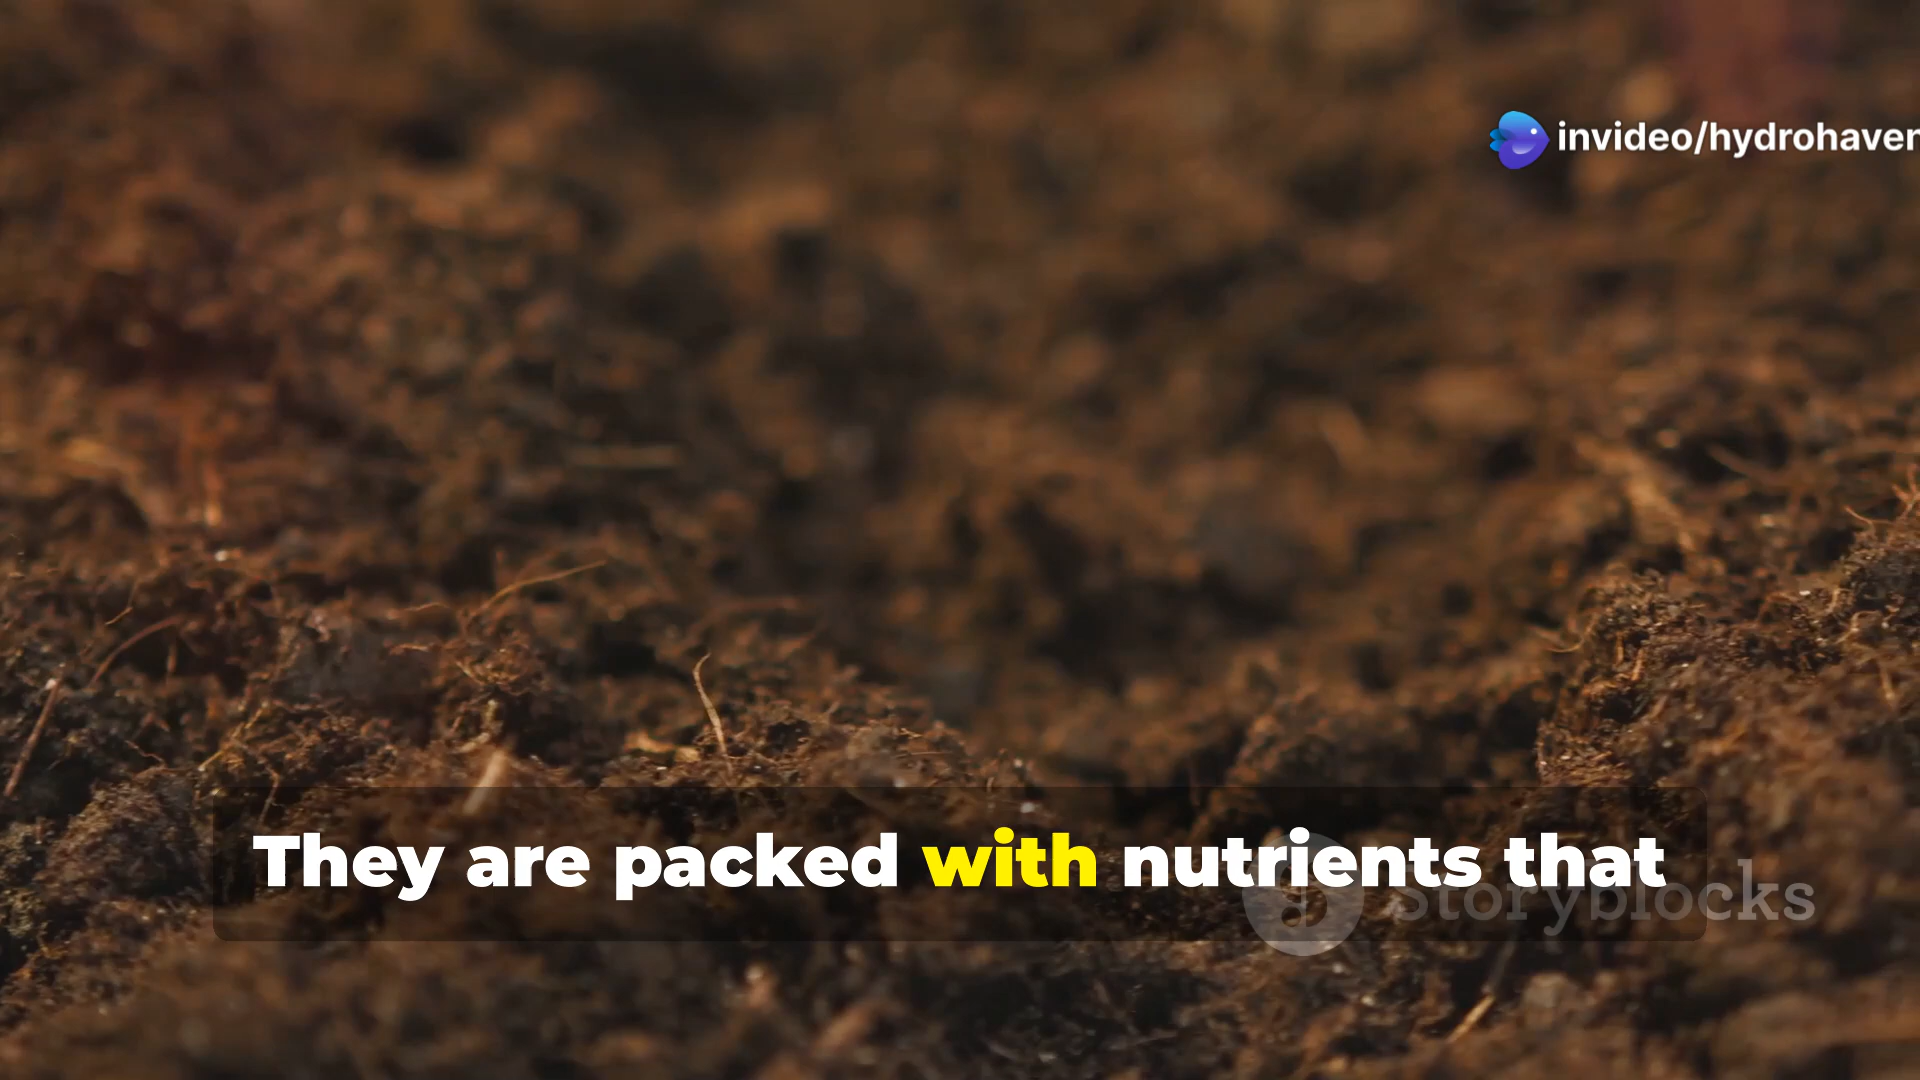 invideo/hydrohaven
They are packed with nutrients that
Storyblocks